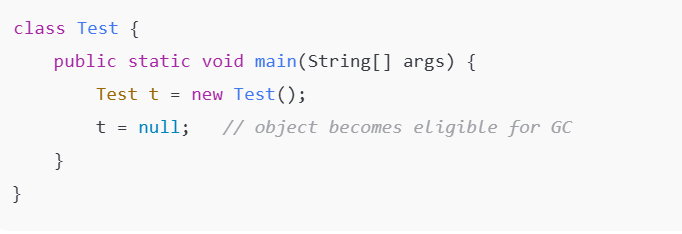 class Test {
    public static void main(String[] args) {
        Test t = new Test();
        t = null;   // object becomes eligible for GC
    }
}